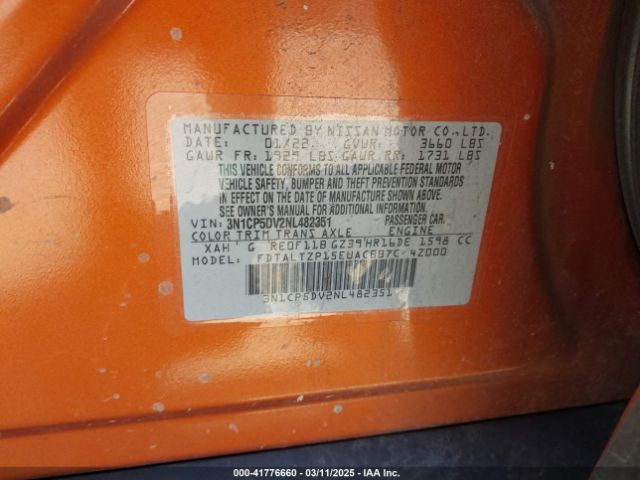 MANUFACTURED BY NISSAN MOTOR CO.,LTD.
DATE: 01/22 GVWR: 3660 LBS
GAWR FR: 1929 LBS GAWR RR: 1731 LBS
THIS VEHICLE CONFORMS TO ALL APPLICABLE FEDERAL MOTOR
VEHICLE SAFETY, BUMPER AND THEFT PREVENTION STANDARDS
IN EFFECT ON THE DATE OF MANUFACTURE SHOWN ABOVE.
SEE OWNER'S MANUAL FOR ADDITIONAL INFORMATION.
VIN: 3N1CP5DV2NL482351 PASSENGER CAR.
COLOR TRIM TRANS AXLE ENGINE
XAH G RE0F11B GZ39 HR16DE 1598 CC
MODEL: FDTALTZP15EUAC697C-4Z000
3N1CP5DV2NL482351
000-41776660 - 03/11/2025 - IAA Inc.